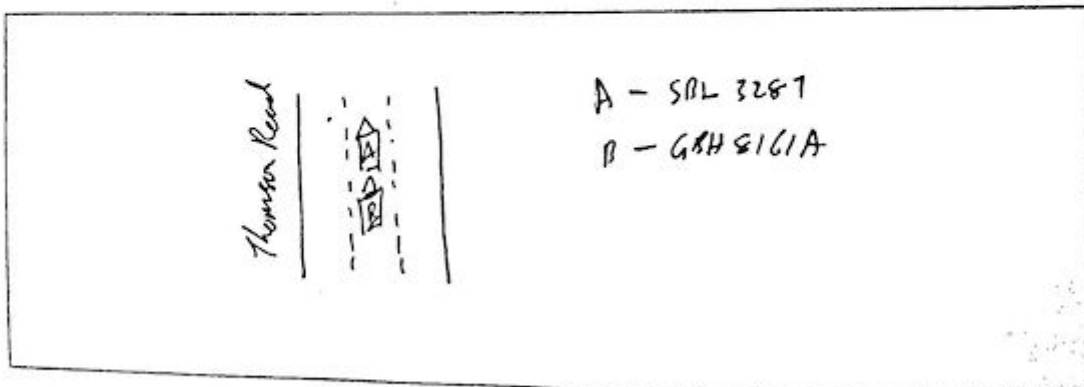 Thomson Road
A - SBL 3287
B - GBH 8161A
A
B